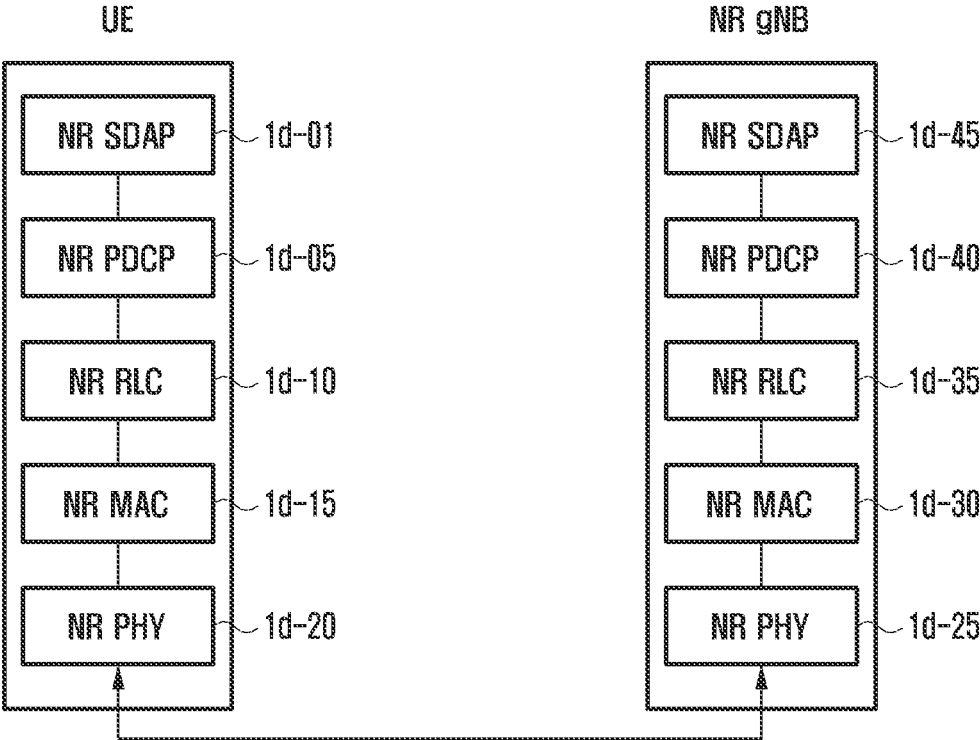 UE
NR gNB
NR SDAP 1d-01
NR SDAP 1d-45
NR PDCP 1d-05
NR PDCP 1d-40
NR RLC 1d-10
NR RLC 1d-35
NR MAC 1d-15
NR MAC 1d-30
NR PHY 1d-20
NR PHY 1d-25